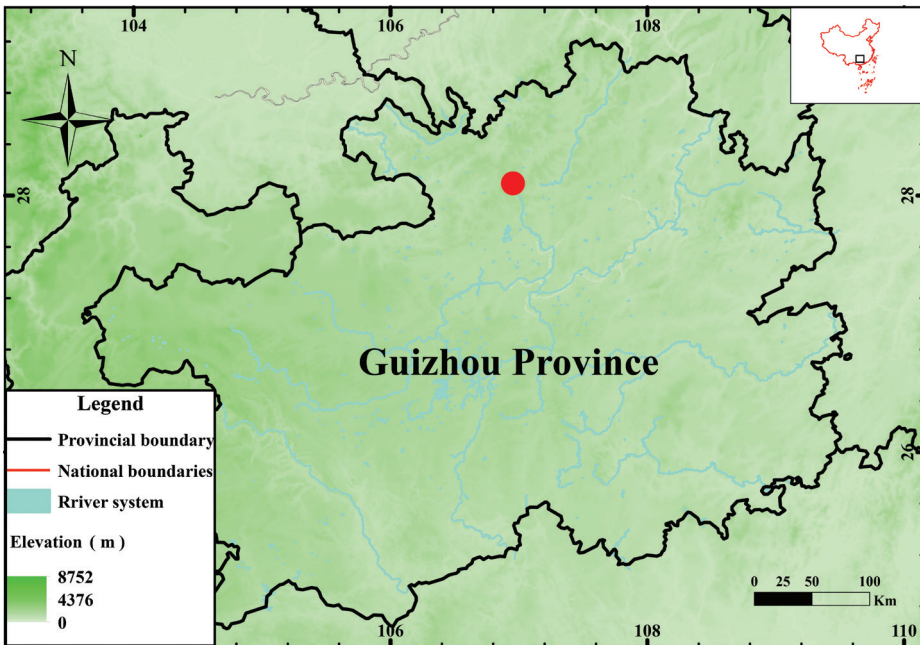 104
106
108
N
28
28
Guizhou Province
Legend
Provincial boundary
National boundaries
Rriver system
Elevation ( m )
8752
4376
0
26
0 25 50 100
Km
106
108
110